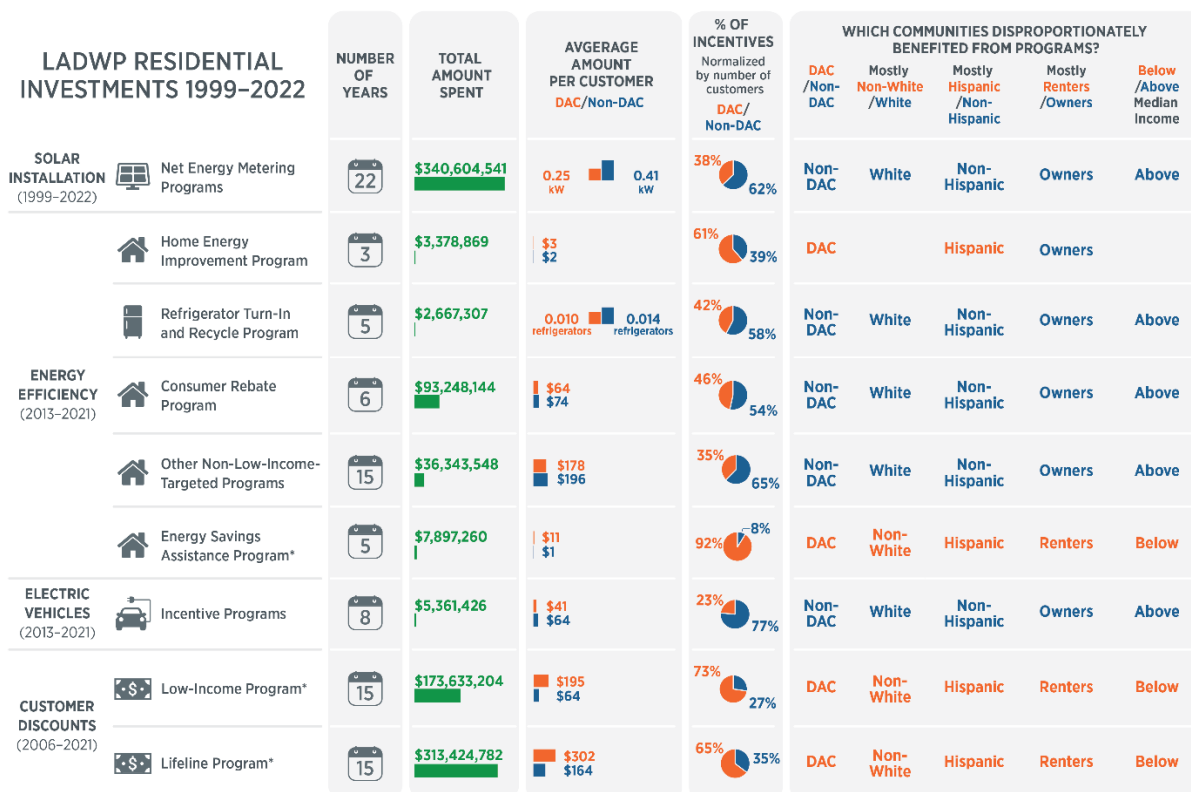 LADWP RESIDENTIAL
INVESTMENTS 1999–2022
NUMBER
OF
YEARS
TOTAL
AMOUNT
SPENT
AVGERAGE
AMOUNT
PER CUSTOMER
DAC/Non-DAC
% OF
INCENTIVES
Normalized
by number of
customers
DAC/
Non-DAC
WHICH COMMUNITIES DISPROPORTIONATELY
BENEFITED FROM PROGRAMS?
DAC
/Non-
DAC
Mostly
Non-White
/White
Mostly
Hispanic
/Non-
Hispanic
Mostly
Renters
/Owners
Below
/Above
Median
Income
SOLAR
INSTALLATION
(1999–2022)
Net Energy Metering
Programs
22
$340,604,541
0.25
kW
0.41
kW
38%
62%
Non-
DAC
White
Non-
Hispanic
Owners
Above
ENERGY
EFFICIENCY
(2013–2021)
Home Energy
Improvement Program
3
$3,378,869
$3
$2
61%
39%
DAC
Hispanic
Owners
Refrigerator Turn-In
and Recycle Program
5
$2,667,307
0.010
refrigerators
0.014
refrigerators
42%
58%
Non-
DAC
White
Non-
Hispanic
Owners
Above
Consumer Rebate
Program
6
$93,248,144
$64
$74
46%
54%
Non-
DAC
White
Non-
Hispanic
Owners
Above
Other Non-Low-Income-
Targeted Programs
15
$36,343,548
$178
$196
35%
65%
Non-
DAC
White
Non-
Hispanic
Owners
Above
Energy Savings
Assistance Program*
5
$7,897,260
$11
$1
92%
8%
DAC
Non-
White
Hispanic
Renters
Below
ELECTRIC
VEHICLES
(2013–2021)
Incentive Programs
8
$5,361,426
$41
$64
23%
77%
Non-
DAC
White
Non-
Hispanic
Owners
Above
CUSTOMER
DISCOUNTS
(2006–2021)
Low-Income Program*
15
$173,633,204
$195
$64
73%
27%
DAC
Non-
White
Hispanic
Renters
Below
Lifeline Program*
15
$313,424,782
$302
$164
65%
35%
DAC
Non-
White
Hispanic
Renters
Below